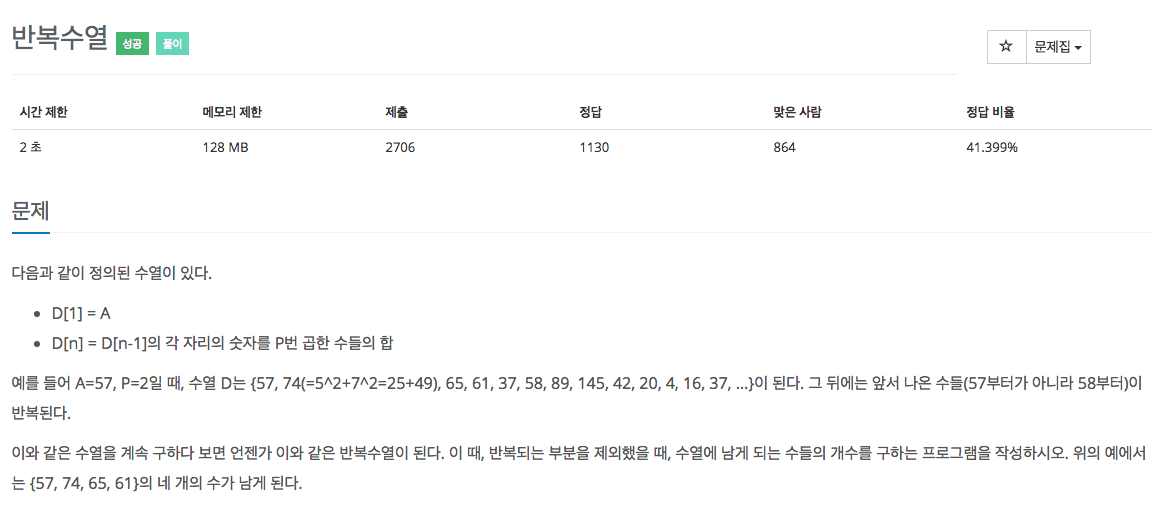 반복수열 성공 풀이
☆ 문제집
시간 제한 메모리 제한 제출 정답 맞은 사람 정답 비율
2 초 128 MB 2706 1130 864 41.399%
문제
다음과 같이 정의된 수열이 있다.
• D[1] = A
• D[n] = D[n-1]의 각 자리의 숫자를 P번 곱한 수들의 합
예를 들어 A=57, P=2일 때, 수열 D는 {57, 74(=5^2+7^2=25+49), 65, 61, 37, 58, 89, 145, 42, 20, 4, 16, 37, …}이 된다. 그 뒤에는 앞서 나온 수들(57부터가 아니라 58부터)이
반복된다.
이와 같은 수열을 계속 구하다 보면 언젠가 이와 같은 반복수열이 된다. 이 때, 반복되는 부분을 제외했을 때, 수열에 남게 되는 수들의 개수를 구하는 프로그램을 작성하시오. 위의 예에서
는 {57, 74, 65, 61}의 네 개의 수가 남게 된다.